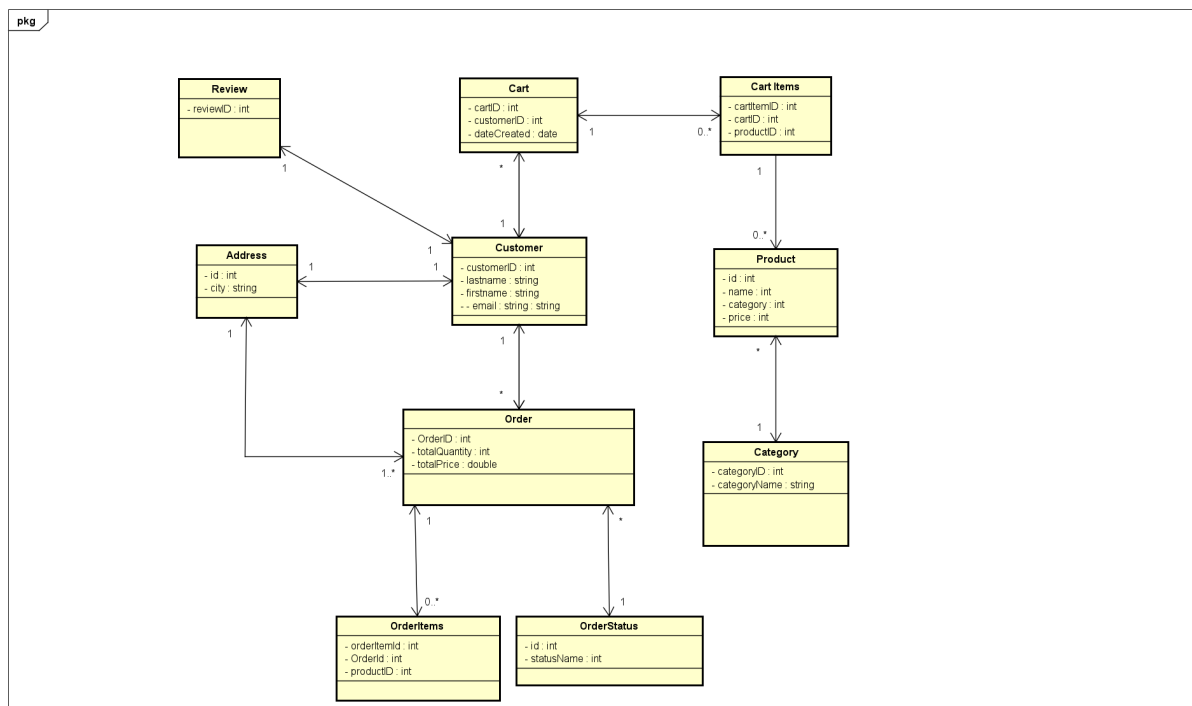 pkg
Review
- reviewID : int
Cart
- cartID : int
- customerID : int
- dateCreated : date
Cart Items
- cartItemID : int
- cartID : int
- productID : int
1
0..*
1
*
1
1
1
0..*
Address
- id : int
- city : string
1
1
Customer
- customerID : int
- lastname : string
- firstname : string
- - email : string : string
Product
- id : int
- name : int
- category : int
- price : int
1
1
*
*
1
Order
- OrderID : int
- totalQuantity : int
- totalPrice : double
1..*
Category
- categoryID : int
- categoryName : string
1
*
0..*
1
OrderItems
- orderItemId : int
- OrderId : int
- productID : int
OrderStatus
- id : int
- statusName : int